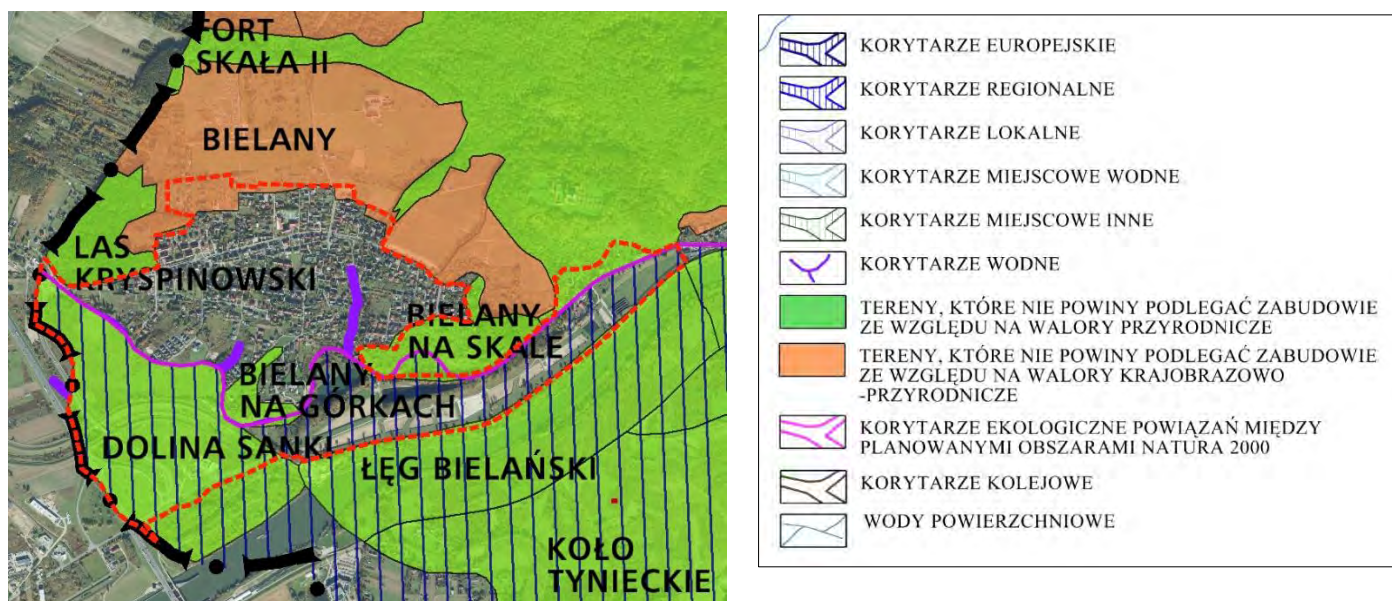 FORT
SKAŁA II
BIELANY
LAS
KRYSPINOWSKI
BIELANY
NA SKALE
BIELANY
NA GÓRKACH
DOLINA SANKI
ŁĘG BIELAŃSKI
KOŁO
TYNIECKIE
KORYTARZE EUROPEJSKIE
KORYTARZE REGIONALNE
KORYTARZE LOKALNE
KORYTARZE MIEJSCOWE WODNE
KORYTARZE MIEJSCOWE INNE
KORYTARZE WODNE
TERENY, KTÓRE NIE POWINY PODLEGAĆ ZABUDOWIE
ZE WZGLĘDU NA WALORY PRZYRODNICZE
TERENY, KTÓRE NIE POWINY PODLEGAĆ ZABUDOWIE
ZE WZGLĘDU NA WALORY KRAJOBRAZOWO
-PRZYRODNICZE
KORYTARZE EKOLOGICZNE POWIĄZAŃ MIĘDZY
PLANOWANYMI OBSZARAMI NATURA 2000
KORYTARZE KOLEJOWE
WODY POWIERZCHNIOWE